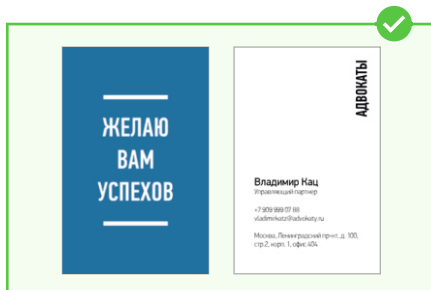 ЖЕЛАЮ
ВАМ
УСПЕХОВ
АДВОКАТЫ
Владимир Кац
Управляющий партнер
+7 909 999 07 69
vladimirkatz@advokaty.ru
Москва, Ленинградский пр-кт, д. 100,
стр.2, корп. 1, офис 404